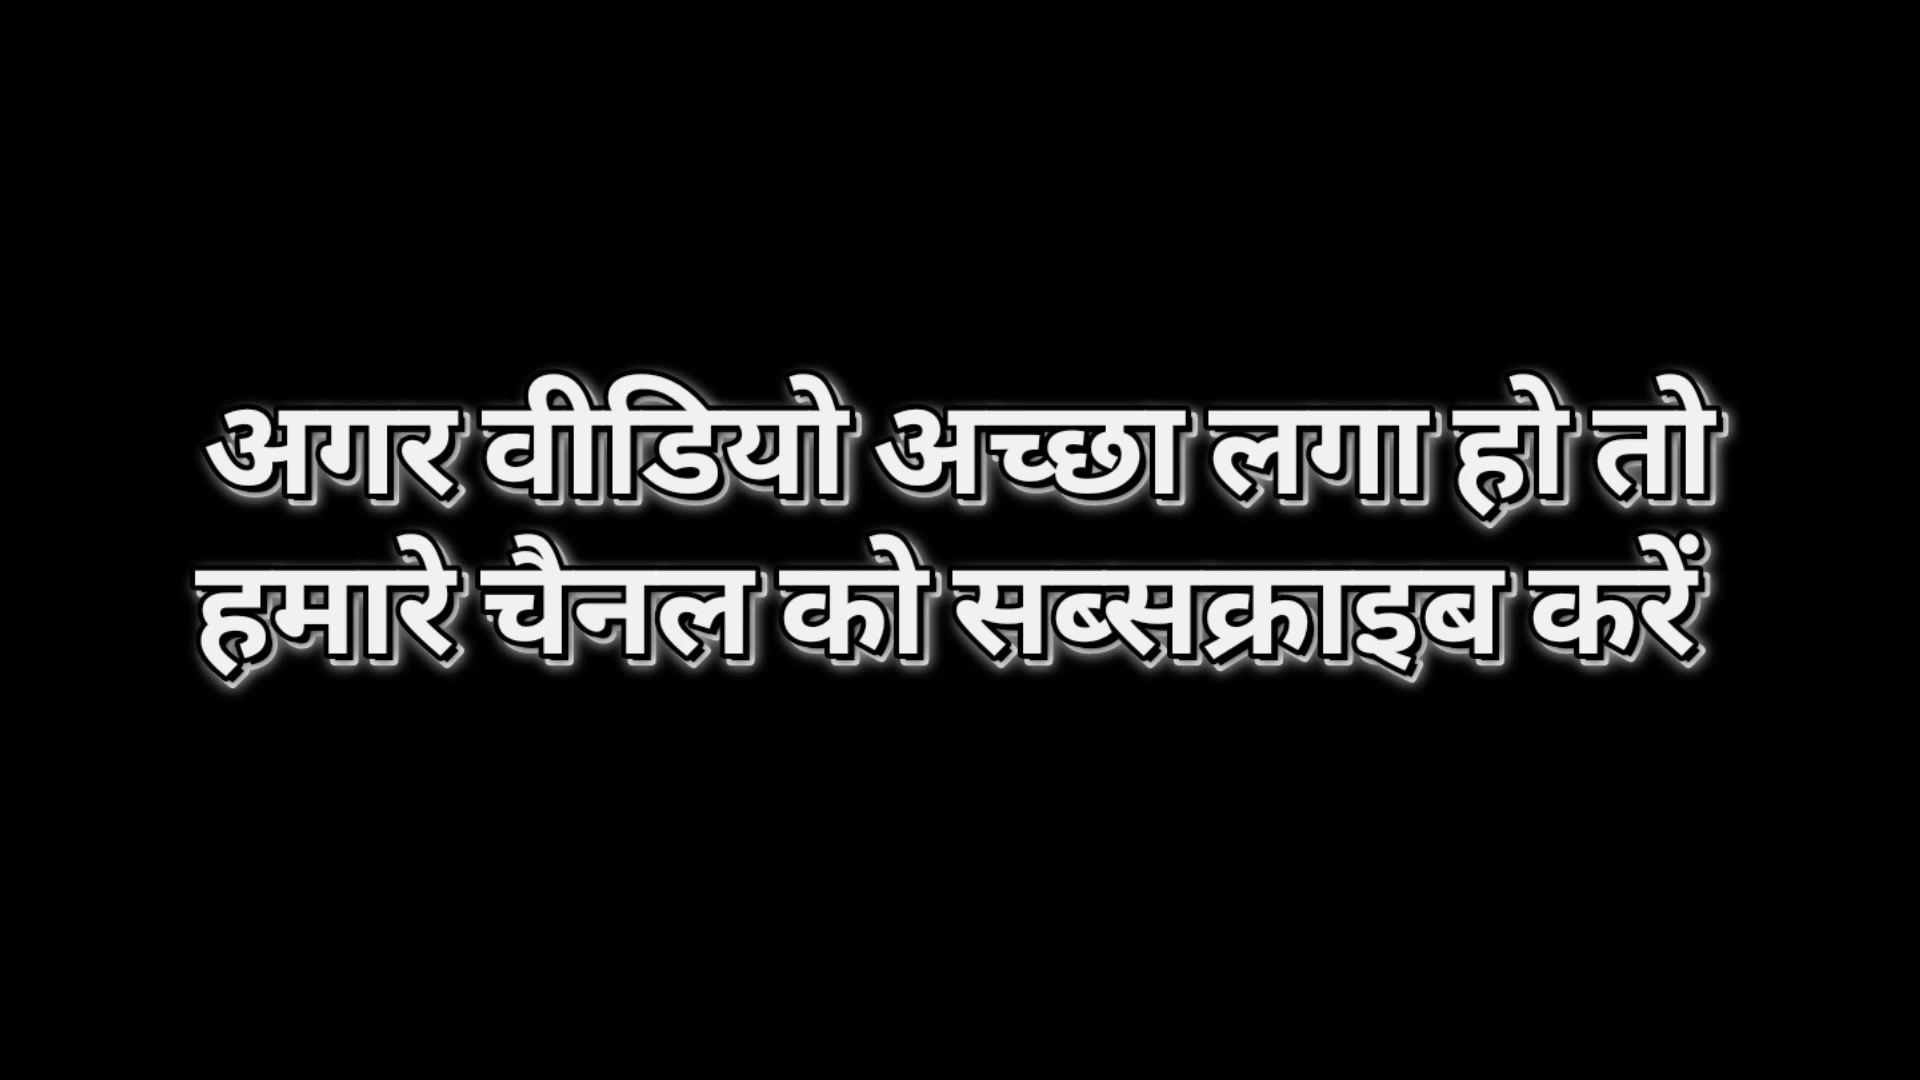 अगर वीडियो अच्छा लगा हो तो
हमारे चैनल को सब्सक्राइब करें